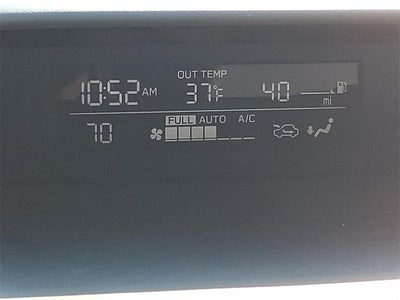 OUT TEMP
10:52 AM 37°F 40 mi
FULL AUTO A/C
70